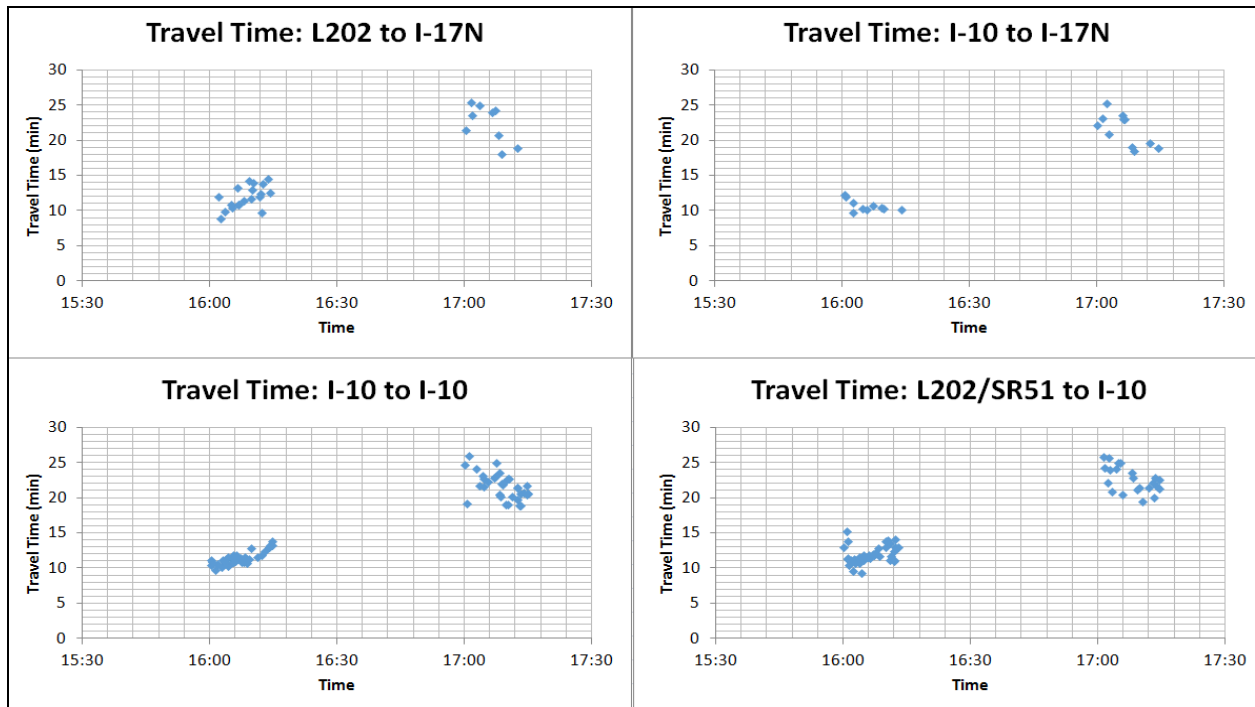 Travel Time: L202 to I-17N
30
25
20
15
10
5
0
Travel Time (min)
15:30 16:00 16:30 17:00 17:30
Time
Travel Time: I-10 to I-17N
30
25
20
15
10
5
0
Travel Time (min)
15:30 16:00 16:30 17:00 17:30
Time
Travel Time: I-10 to I-10
30
25
20
15
10
5
0
Travel Time (min)
15:30 16:00 16:30 17:00 17:30
Time
Travel Time: L202/SR51 to I-10
30
25
20
15
10
5
0
Travel Time (min)
15:30 16:00 16:30 17:00 17:30
Time